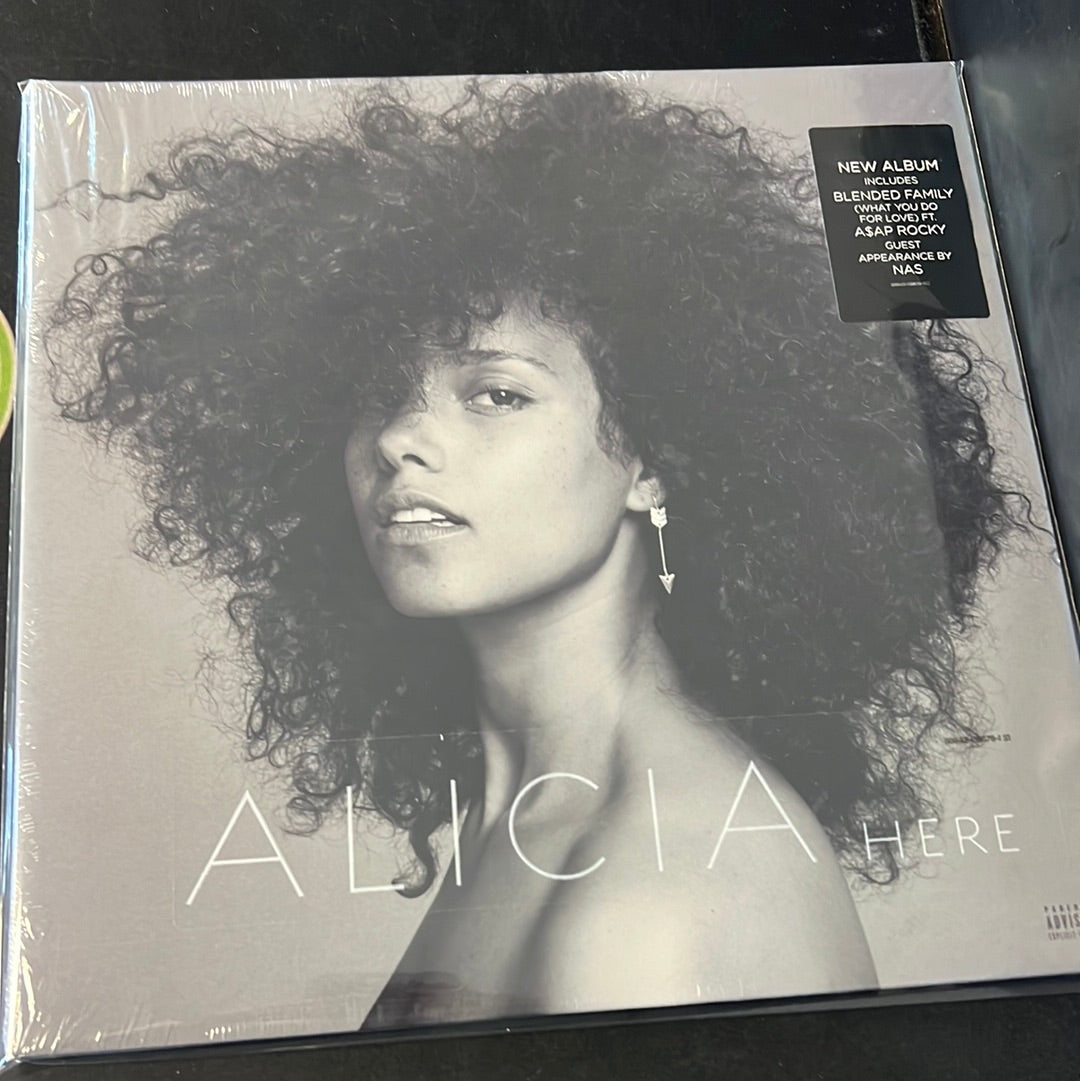 NEW ALBUM
INCLUDES
BLENDED FAMILY
(WHAT YOU DO
FOR LOVE) FT.
A$AP ROCKY
GUEST
APPEARANCE BY
NAS
ALICIA HERE